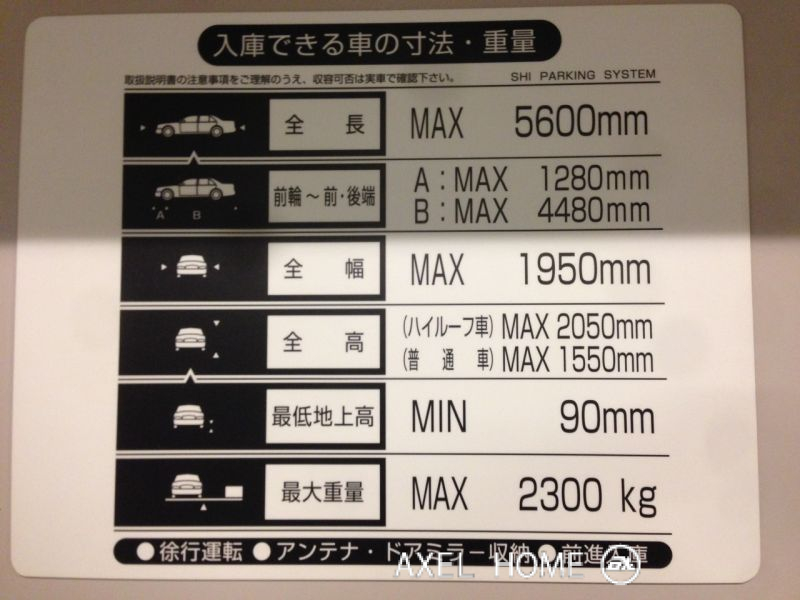 入庫できる車の寸法・重量
取扱説明書の注意事項をご理解のうえ、収容可否は実車で確認下さい。 SHI PARKING SYSTEM
全 長 MAX 5600mm
前輪～前・後端 A:MAX 1280mm
A B B:MAX 4480mm
全 幅 MAX 1950mm
全 高 (ハイルーフ車) MAX 2050mm
(普 通 車) MAX 1550mm
最低地上高 MIN 90mm
最大重量 MAX 2300 kg
●徐行運転 ●アンテナ・ドアミラー収納 ●前進入庫
AXEL HOME